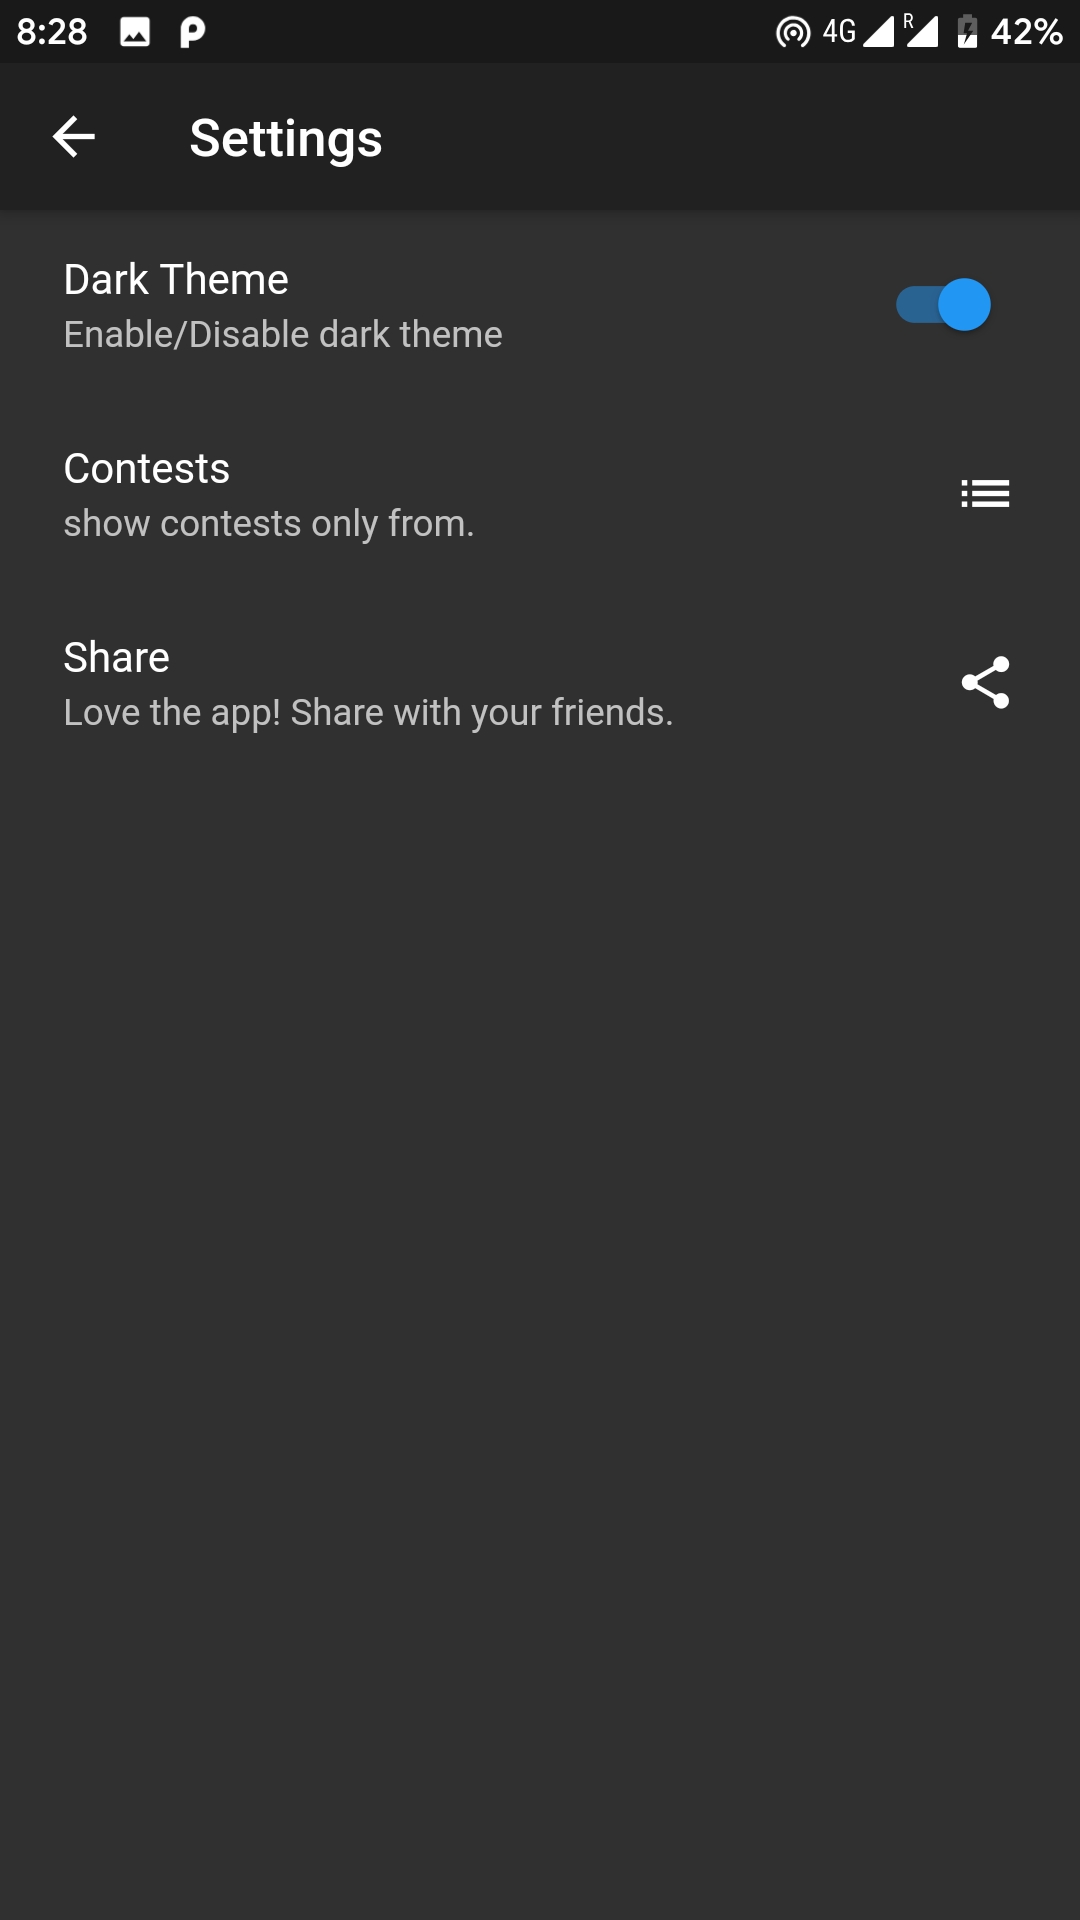 8:28 4G R 42%
Settings
Dark Theme
Enable/Disable dark theme
Contests
show contests only from.
Share
Love the app! Share with your friends.